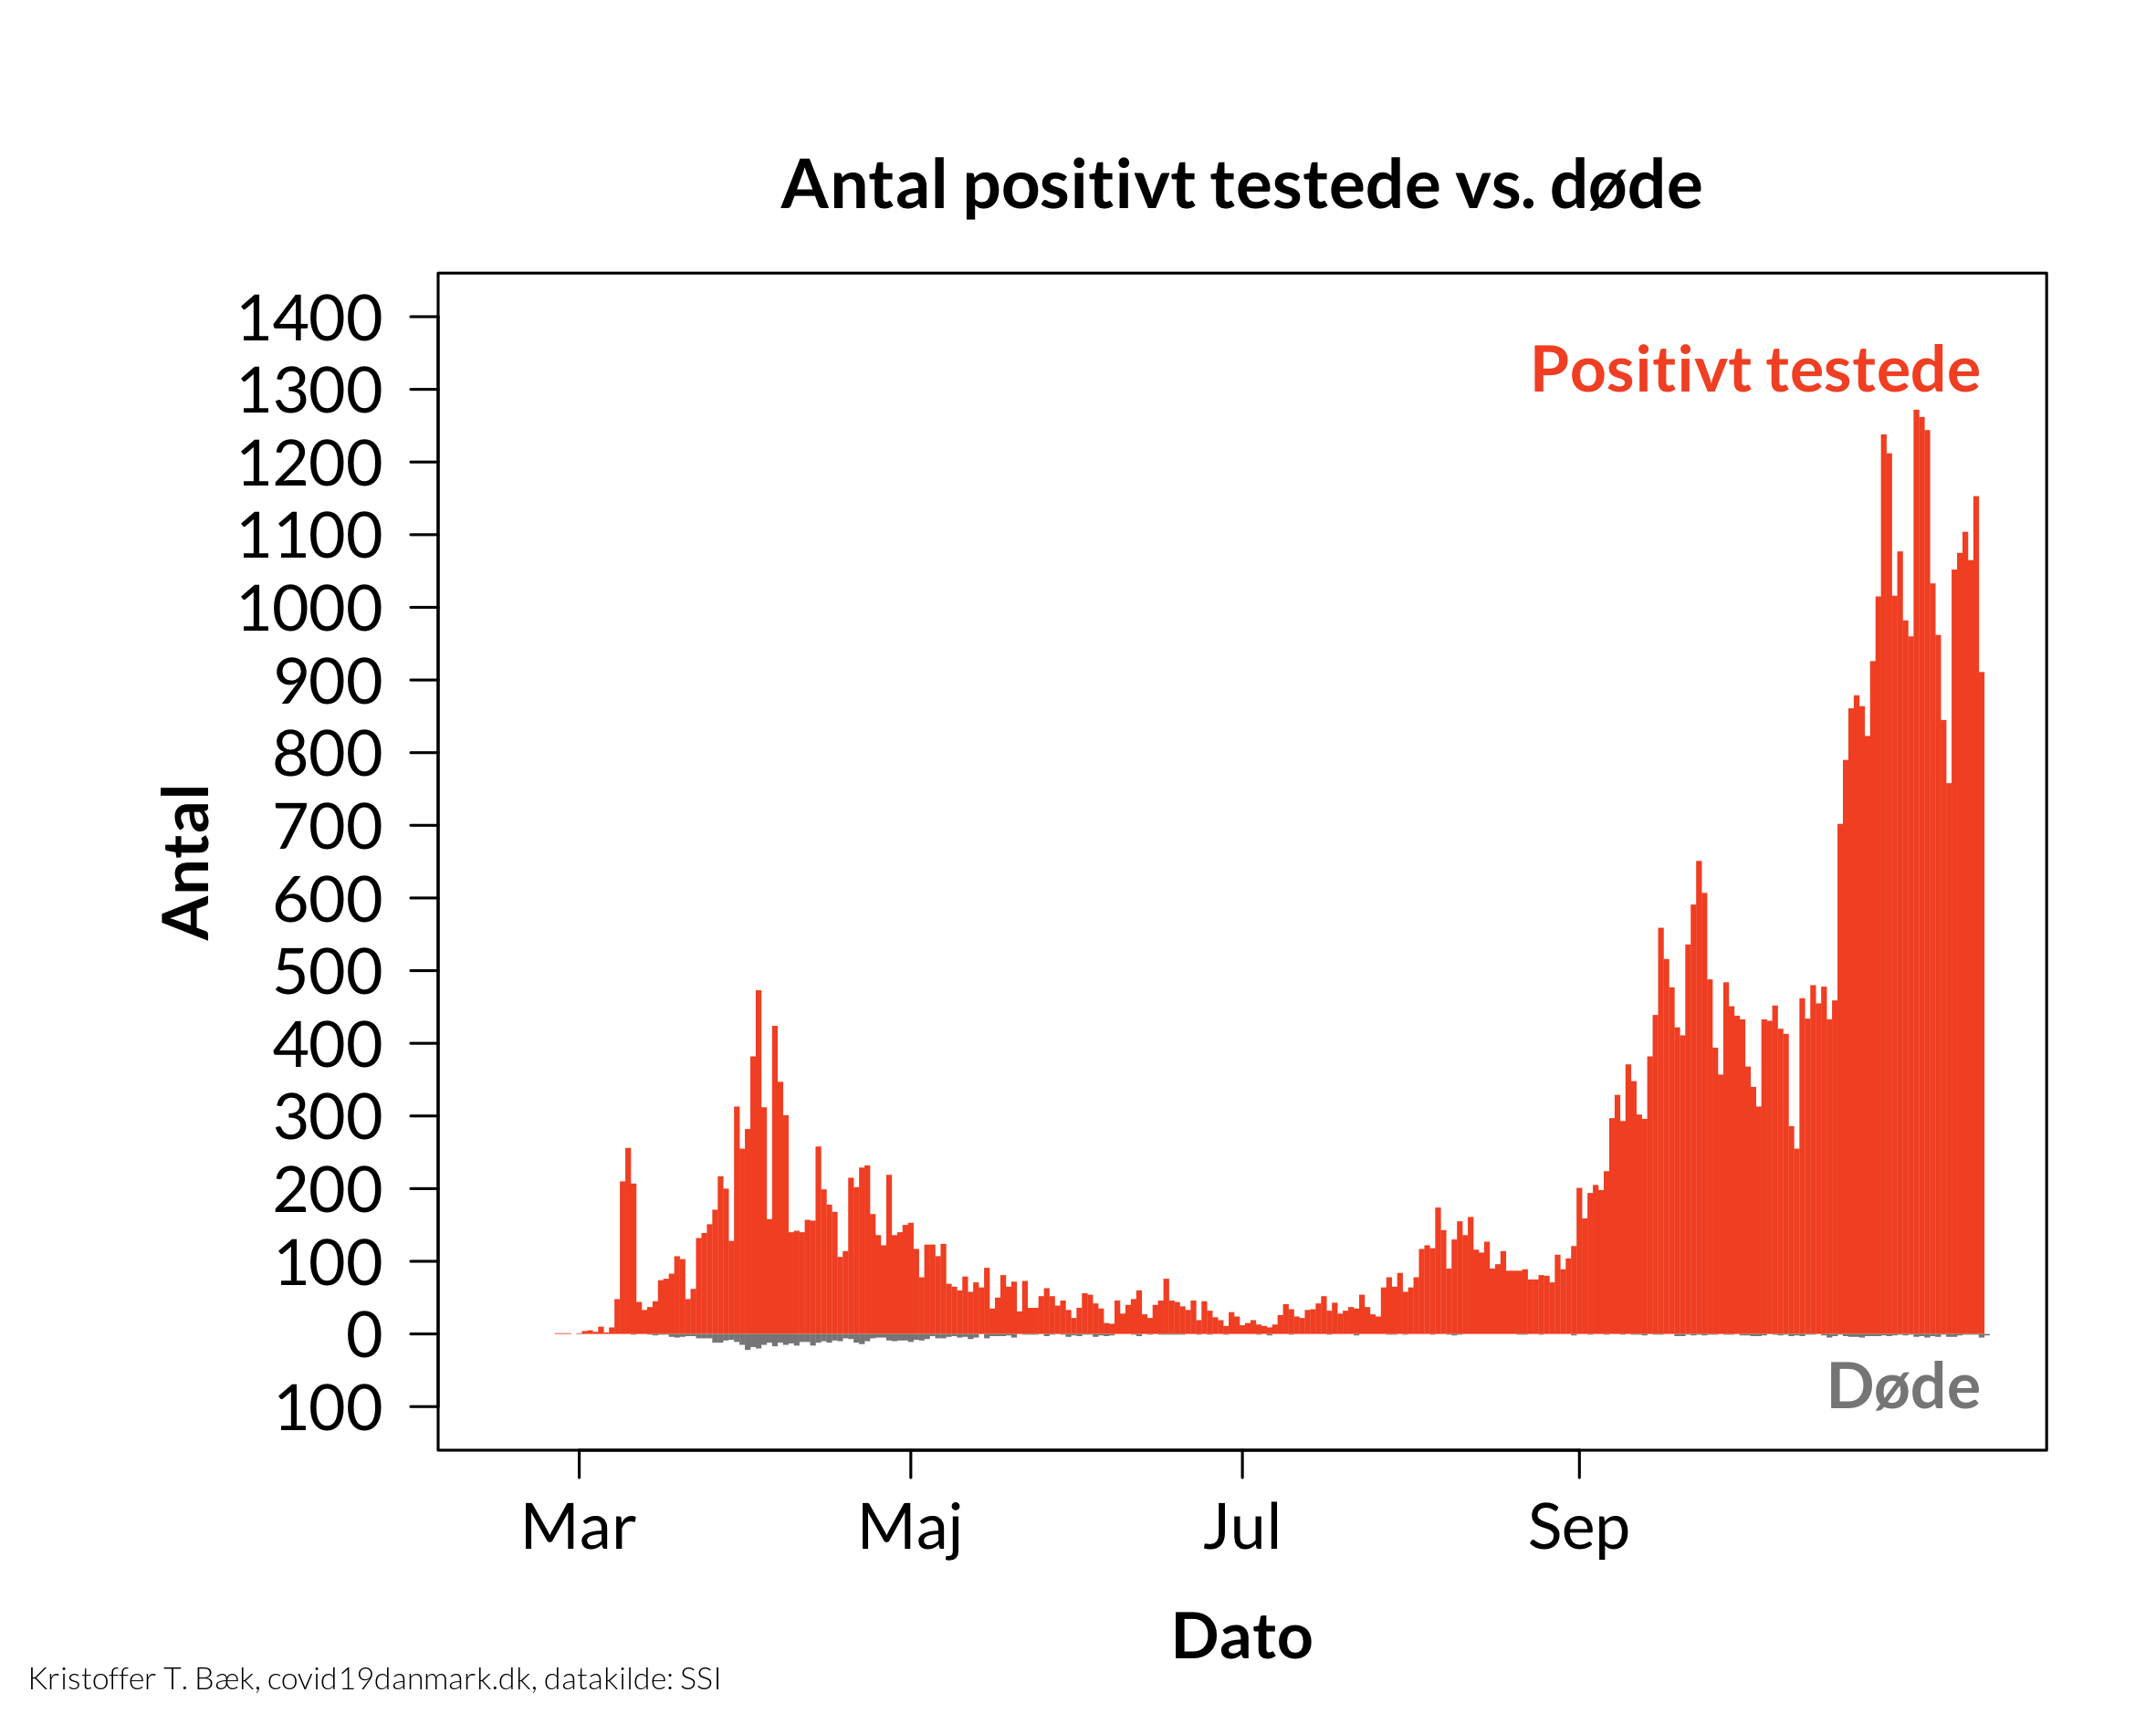 Antal positivt testede vs. døde
Positivt testede
Antal
1400
1300
1200
1100
1000
900
800
700
600
500
400
300
200
100
0
100
Døde
Mar Maj Jul Sep
Dato
Kristoffer T. Bæk, covid19danmark.dk, datakilde: SSI